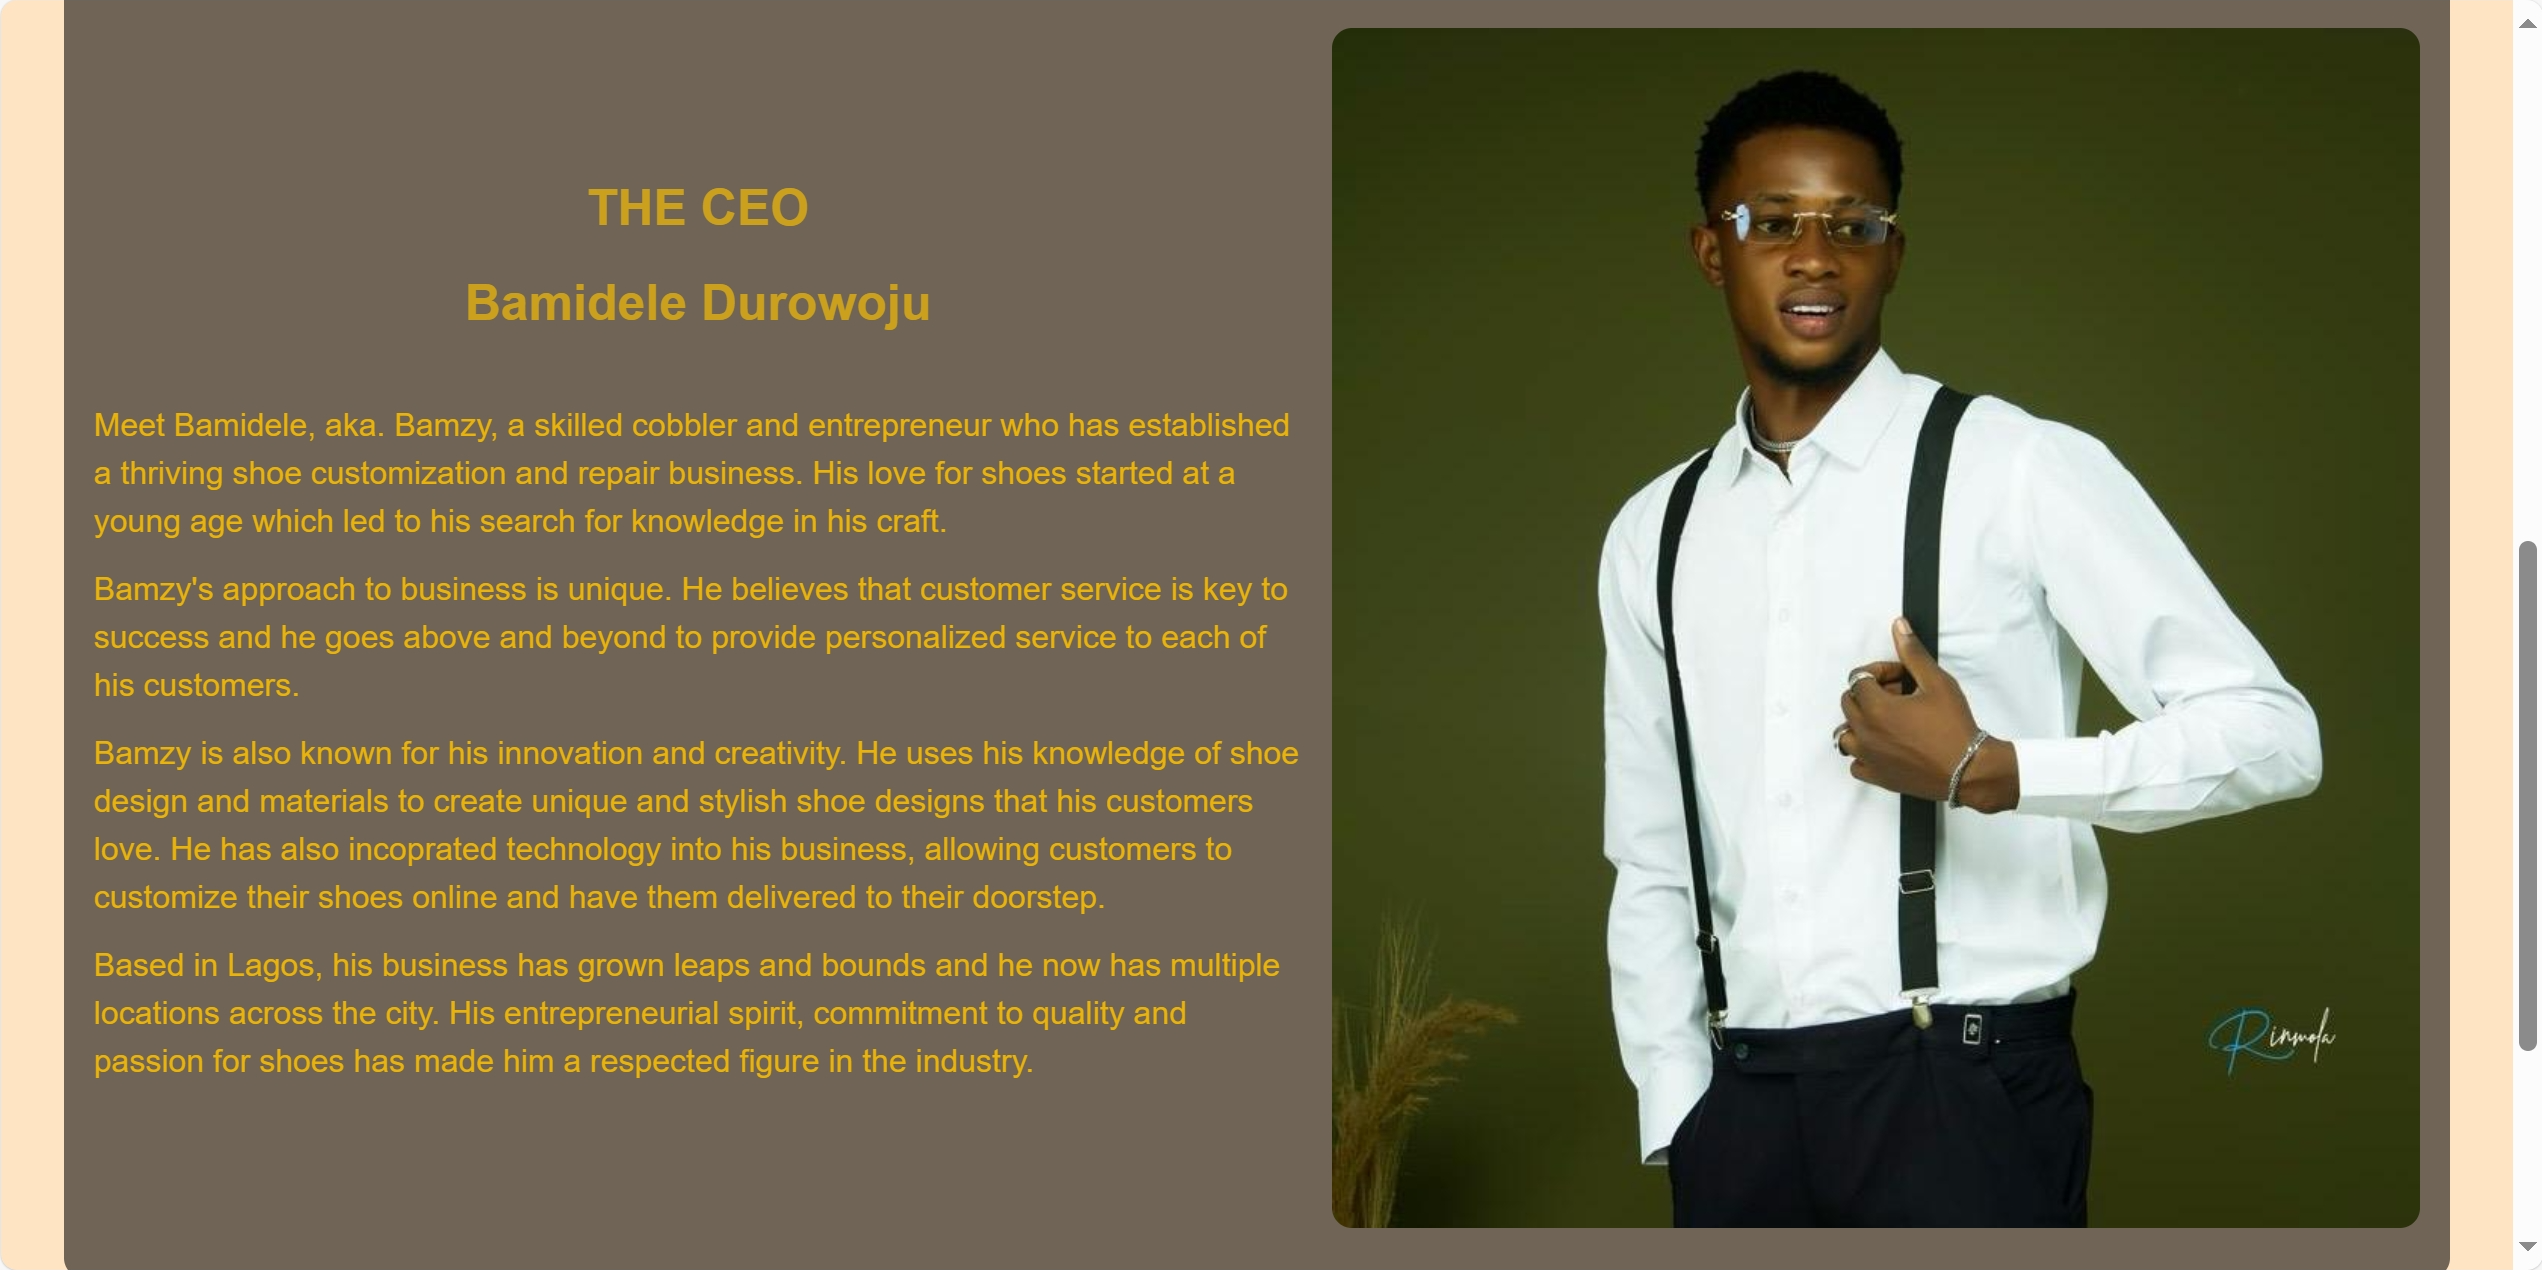 THE CEO
Bamidele Durowoju
Meet Bamidele, aka. Bamzy, a skilled cobbler and entrepreneur who has established
a thriving shoe customization and repair business. His love for shoes started at a
young age which led to his search for knowledge in his craft.
Bamzy's approach to business is unique. He believes that customer service is key to
success and he goes above and beyond to provide personalized service to each of
his customers.
Bamzy is also known for his innovation and creativity. He uses his knowledge of shoe
design and materials to create unique and stylish shoe designs that his customers
love. He has also incoprated technology into his business, allowing customers to
customize their shoes online and have them delivered to their doorstep.
Based in Lagos, his business has grown leaps and bounds and he now has multiple
locations across the city. His entrepreneurial spirit, commitment to quality and
passion for shoes has made him a respected figure in the industry.